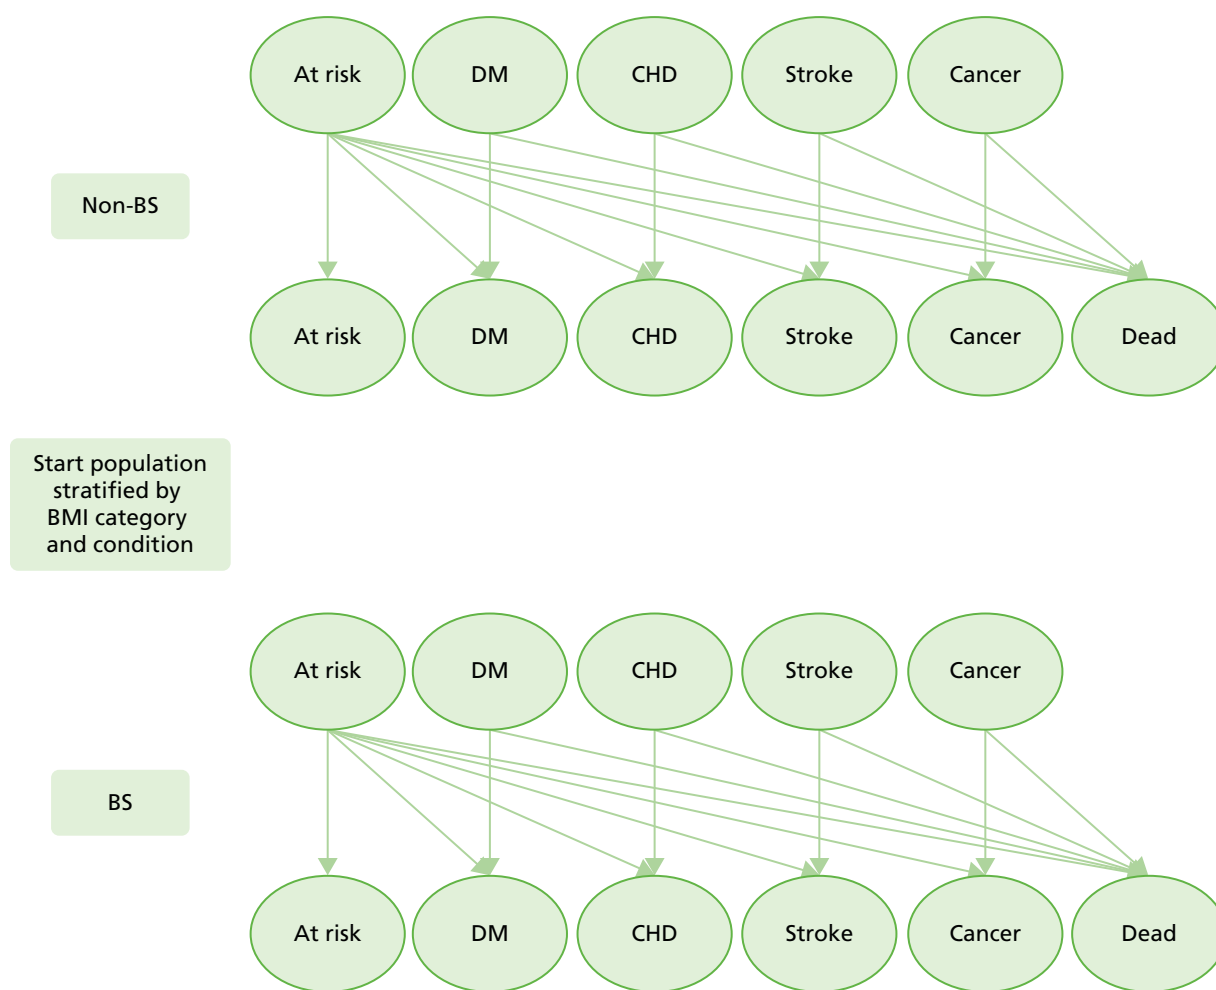 At risk
DM
CHD
Stroke
Cancer
Non-BS
At risk
DM
CHD
Stroke
Cancer
Dead
Start population
stratified by
BMI category
and condition
At risk
DM
CHD
Stroke
Cancer
BS
At risk
DM
CHD
Stroke
Cancer
Dead